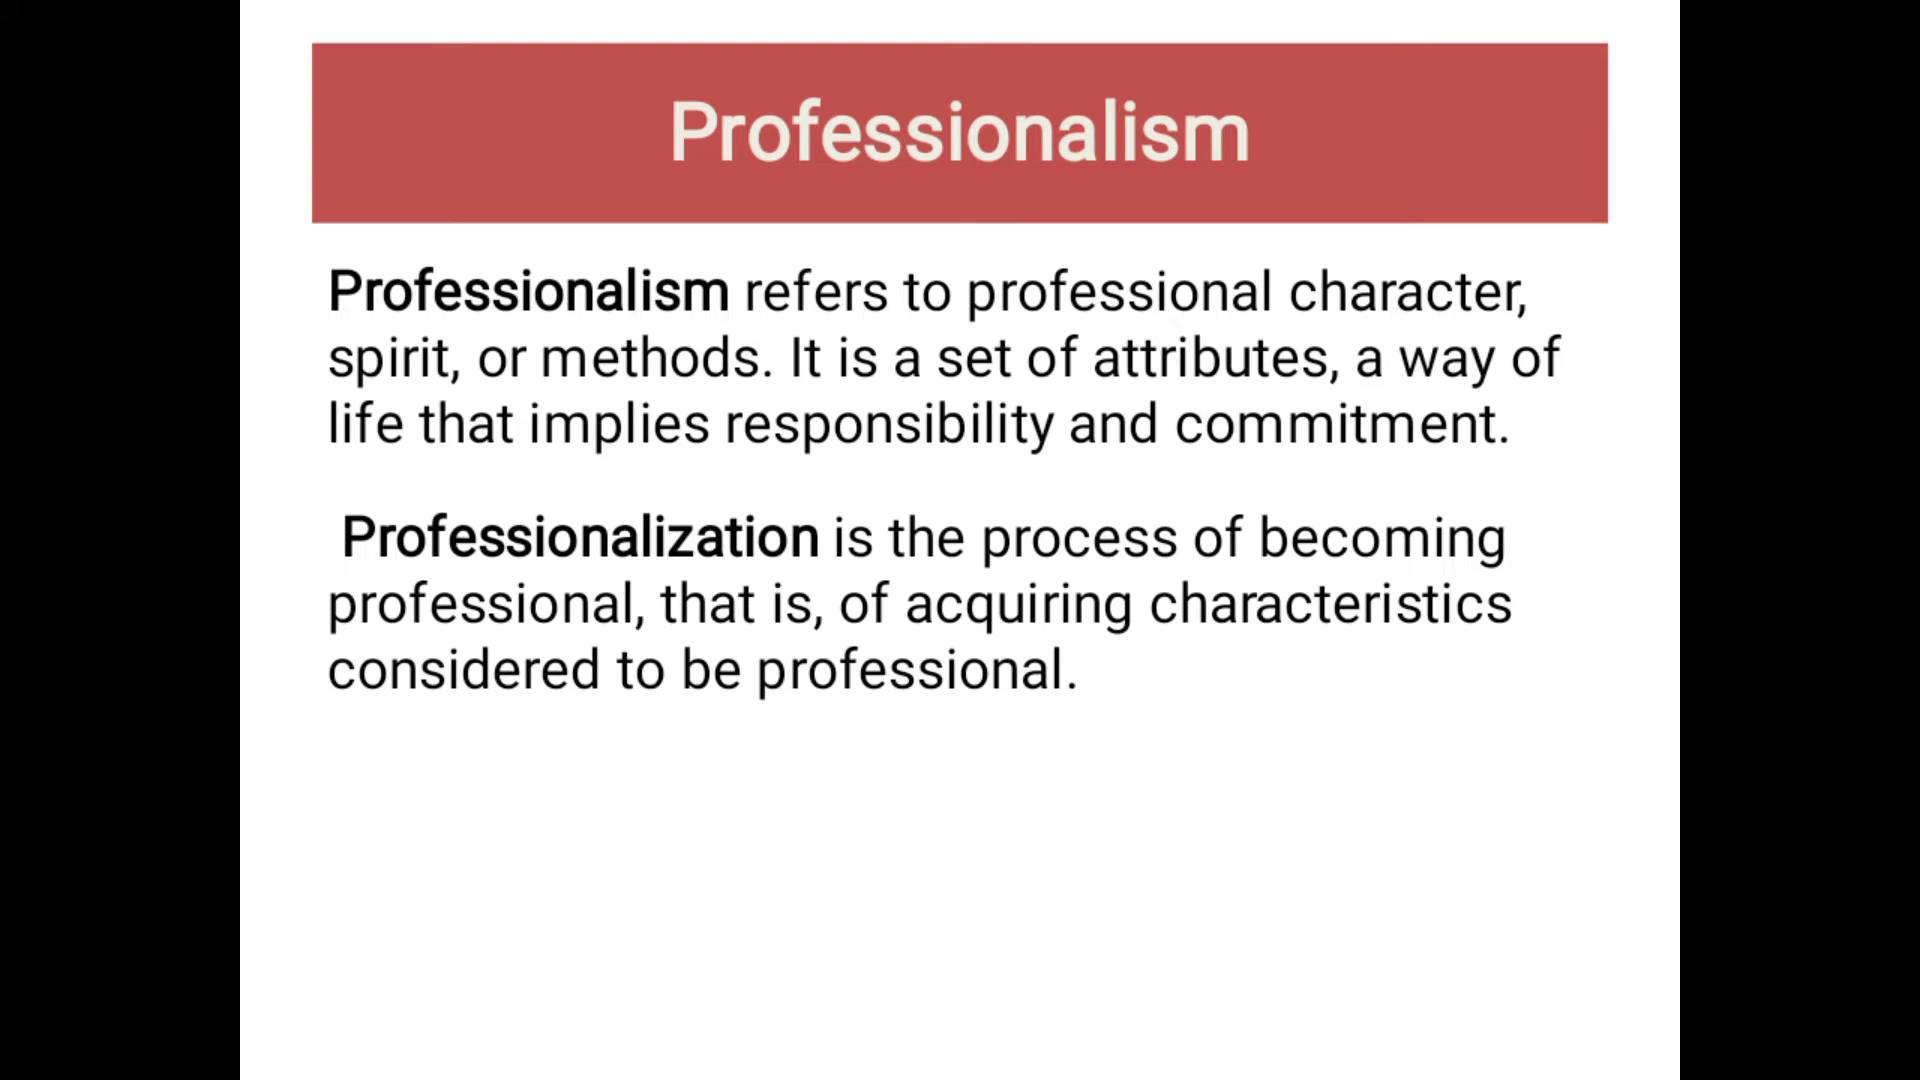 Professionalism
Professionalism refers to professional character,
spirit, or methods. It is a set of attributes, a way of
life that implies responsibility and commitment.
Professionalization is the process of becoming
professional, that is, of acquiring characteristics
considered to be professional.